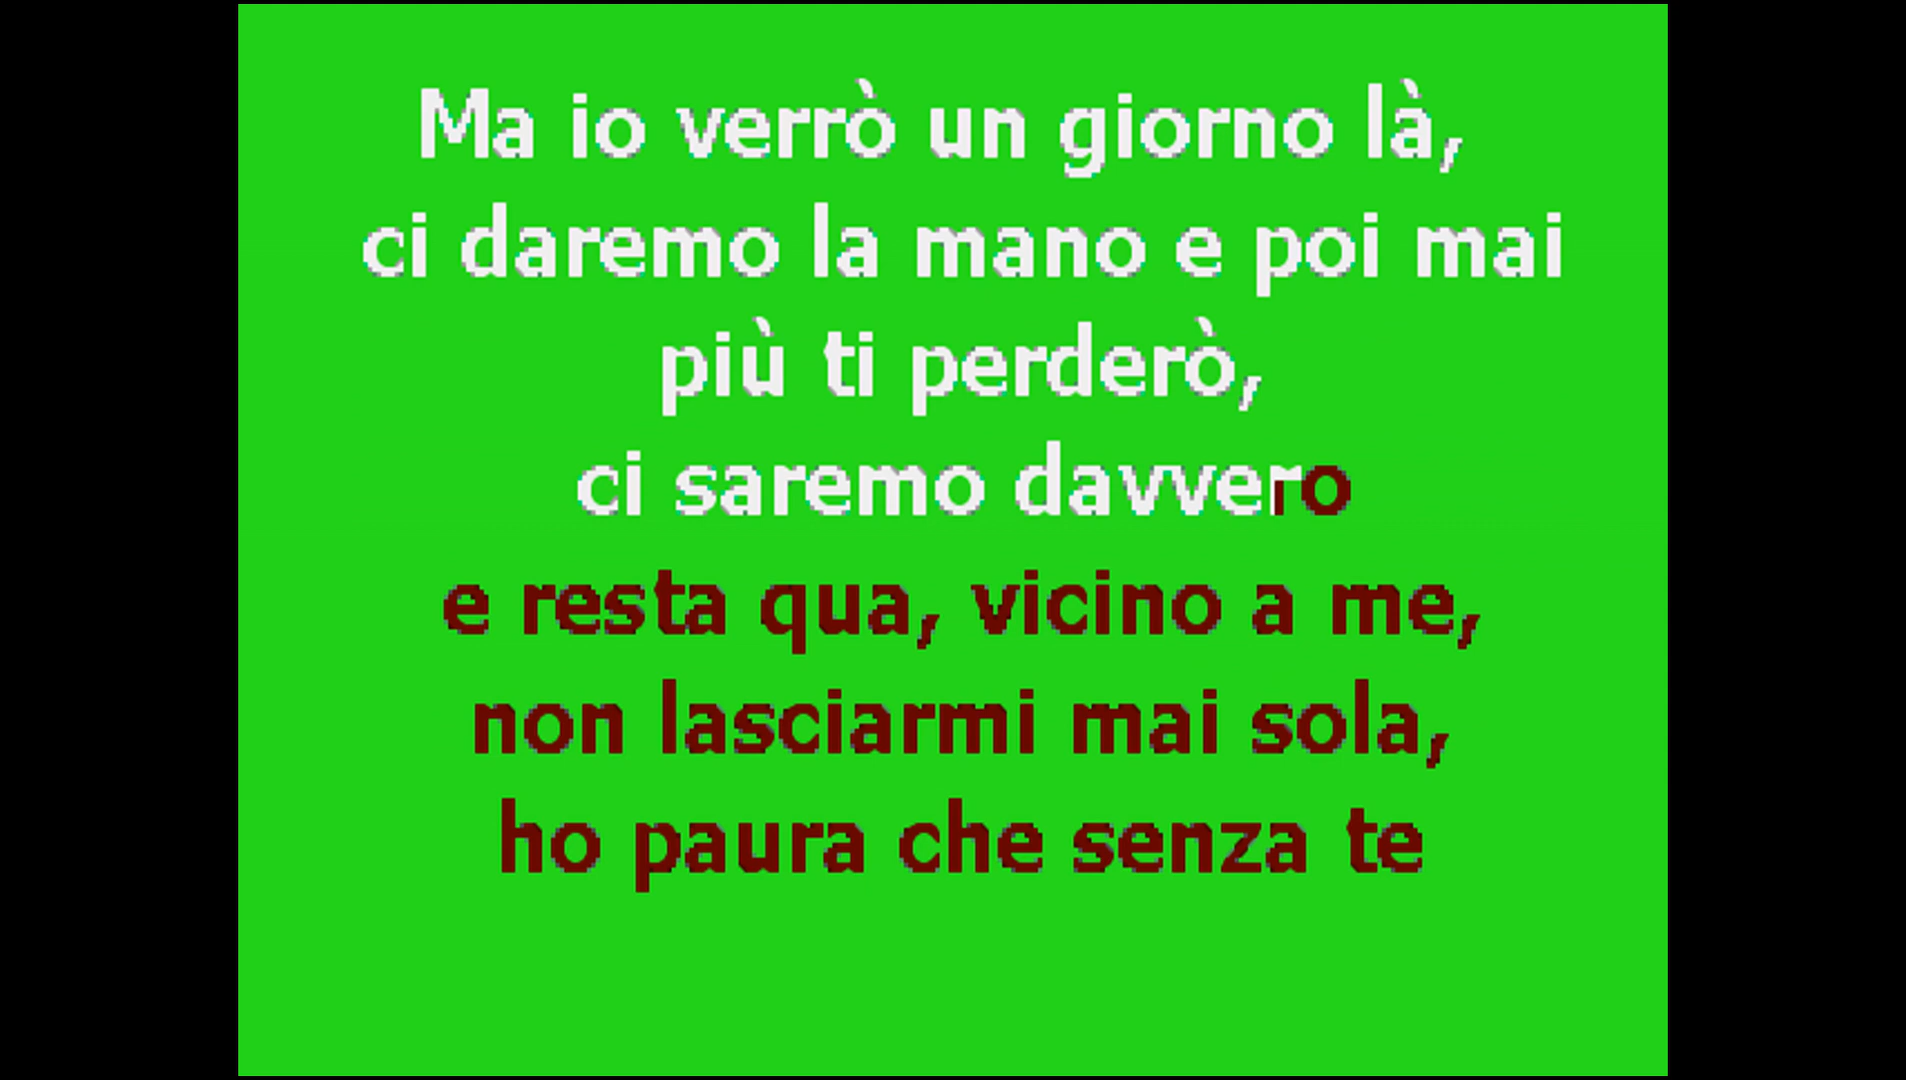 Ma io verrò un giorno là,
ci daremo la mano e poi mai
più ti perderò,
ci saremo davvero
e resta qua, vicino a me,
non lasciarmi mai sola,
ho paura che senza te